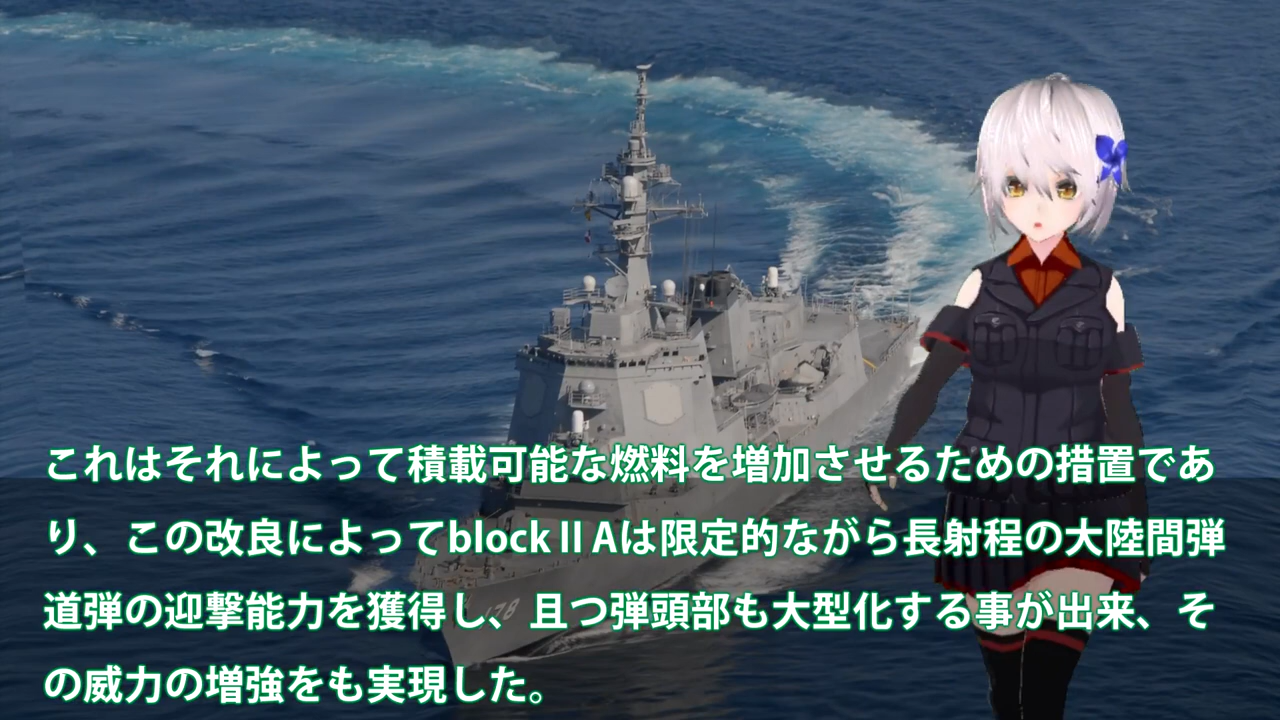 これはそれによって積載可能な燃料を増加させるための措置であ
り、この改良によってblockⅡAは限定的ながら長射程の大陸間弾
道弾の迎撃能力を獲得し、且つ弾頭部も大型化する事が出来、そ
の威力の増強をも実現した。
178